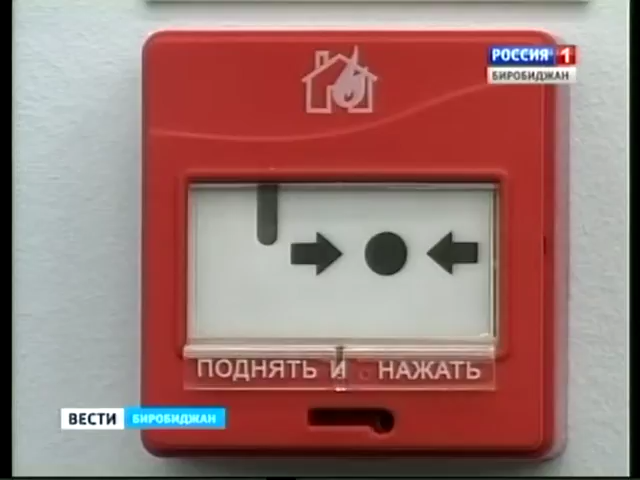 РОССИЯ 1
БИРОБИДЖАН
ПОДНЯТЬ И НАЖАТЬ
ВЕСТИ БИРОБИДЖАН